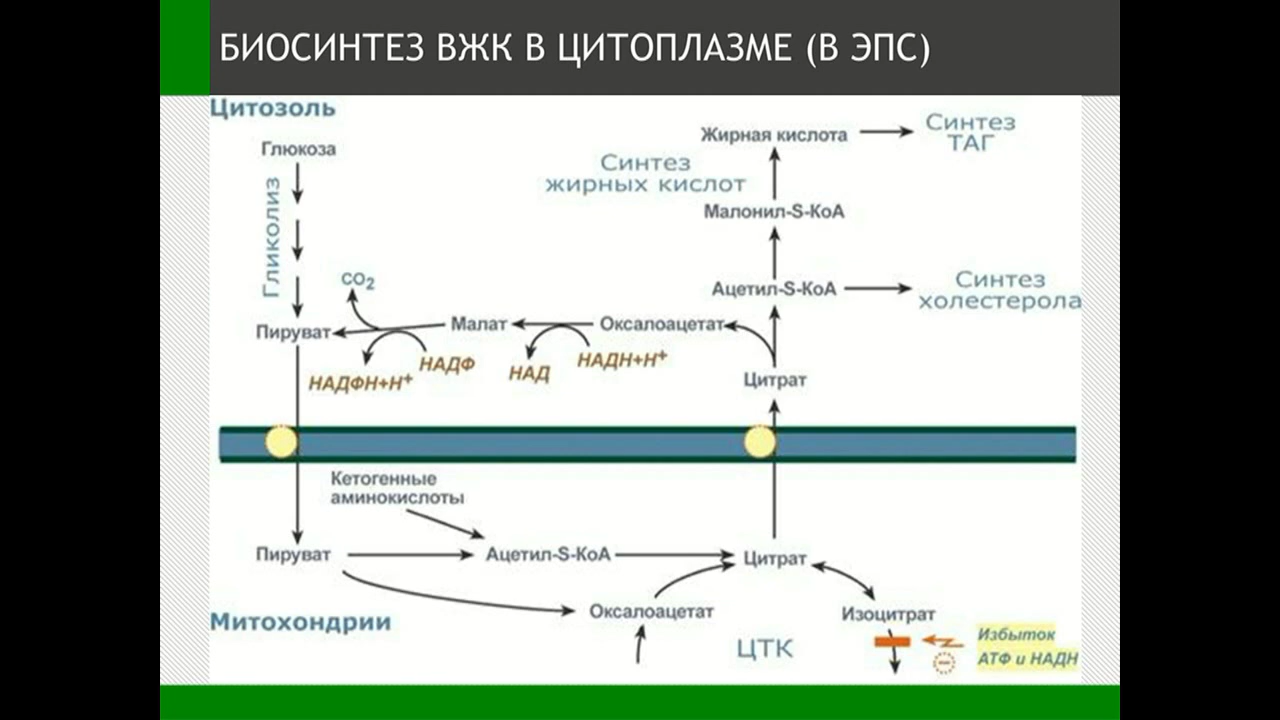 БИОСИНТЕЗ ВЖК В ЦИТОПЛАЗМЕ (В ЭПС)
Цитозоль
Глюкоза
Гликолиз
Жирная кислота
Синтез
ТАГ
Синтез
жирных кислот
Малонил-S-КоА
CO2
Ацетил-S-КоА
Синтез
холестерола
Пируват
Малат
Оксалоацетат
НАДФН+Н+
НАДФ
НАД
НАДН+Н+
Цитрат
Кетогенные
аминокислоты
Пируват
Ацетил-S-КоА
Цитрат
Оксалоацетат
Изоцитрат
Митохондрии
ЦТК
Избыток
АТФ и НАДН